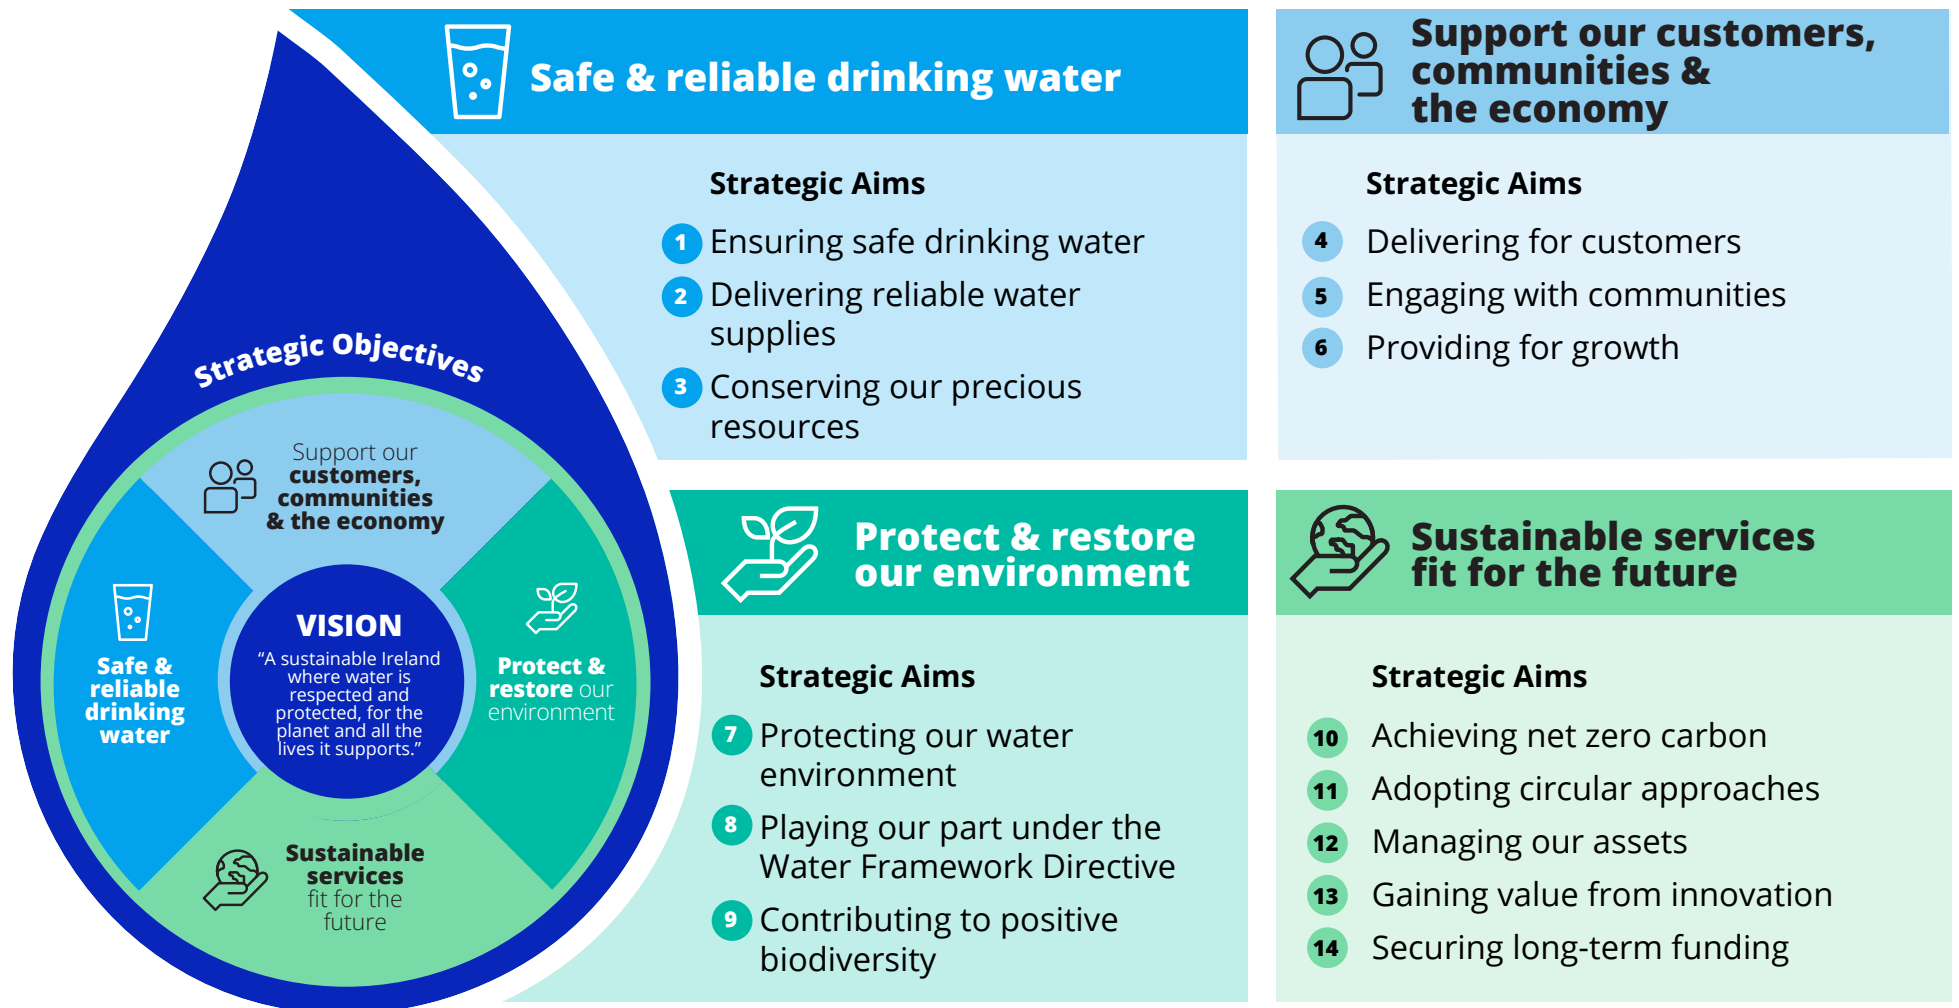 Safe & reliable drinking water
Strategic Aims
1 Ensuring safe drinking water
2 Delivering reliable water
supplies
3 Conserving our precious
resources
Support our customers,
communities &
the economy
Strategic Aims
4 Delivering for customers
5 Engaging with communities
6 Providing for growth
Strategic Objectives
Support our
customers,
communities
& the economy
Safe &
reliable
drinking
water
VISION
“A sustainable Ireland
where water is
respected and
protected, for the
planet and all the
lives it supports.”
Protect &
restore our
environment
Sustainable
services
fit for the
future
Protect & restore
our environment
Strategic Aims
7 Protecting our water
environment
8 Playing our part under the
Water Framework Directive
9 Contributing to positive
biodiversity
Sustainable services
fit for the future
Strategic Aims
10 Achieving net zero carbon
11 Adopting circular approaches
12 Managing our assets
13 Gaining value from innovation
14 Securing long-term funding